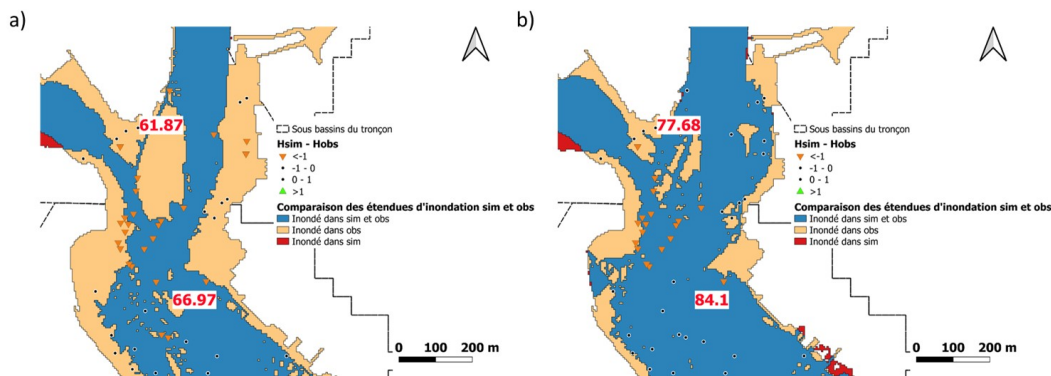 a)
61.87
66.97
Sous bassins du tronçon
Hsim - Hobs
<-1
-1 - 0
0 - 1
>1
Comparaison des étendues d'inondation sim et obs
Inondé dans sim et obs
Inondé dans obs
Inondé dans sim
0 100 200 m
b)
77.68
84.1
Sous bassins du tronçon
Hsim - Hobs
<-1
-1 - 0
0 - 1
>1
Comparaison des étendues d'inondation sim et obs
Inondé dans sim et obs
Inondé dans obs
Inondé dans sim
0 100 200 m